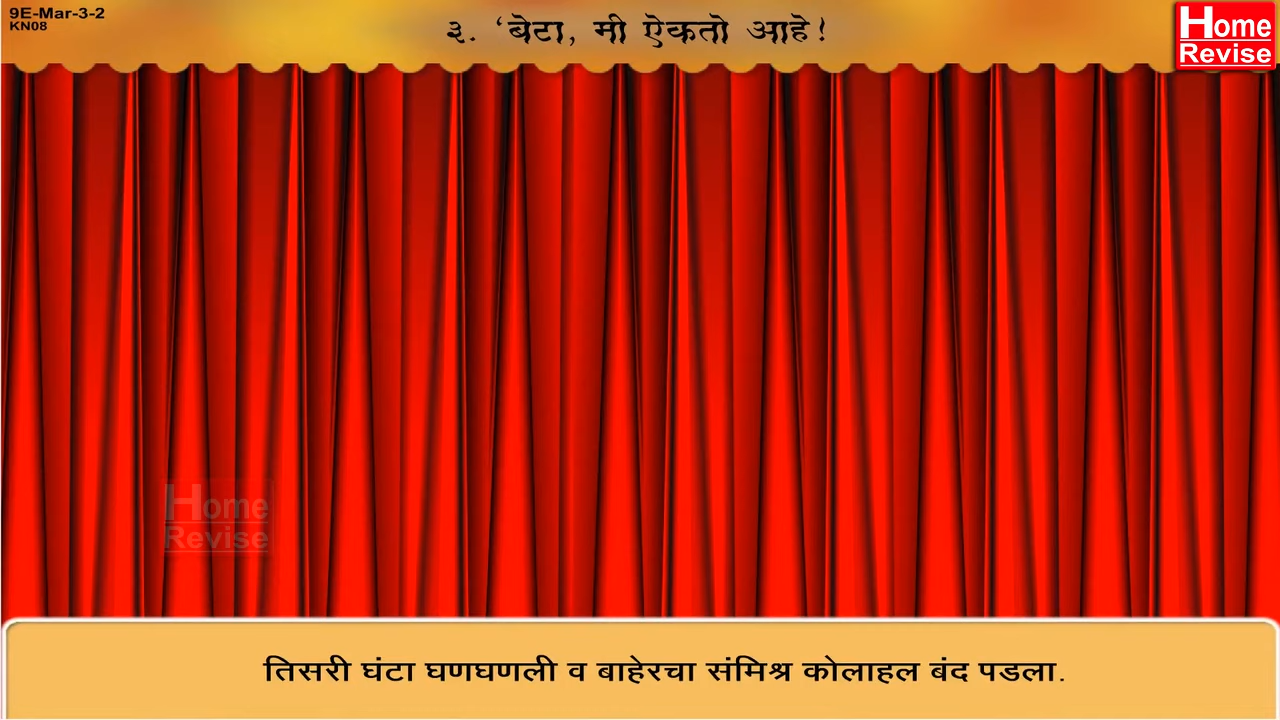 9E-Mar-3-2
KN08
३. ‘बेटा, मी ऐकतो आहे!
Home
Revise
Home
Revise
तिसरी घंटा घणघणली व बाहेरचा संमिश्र कोलाहल बंद पडला.